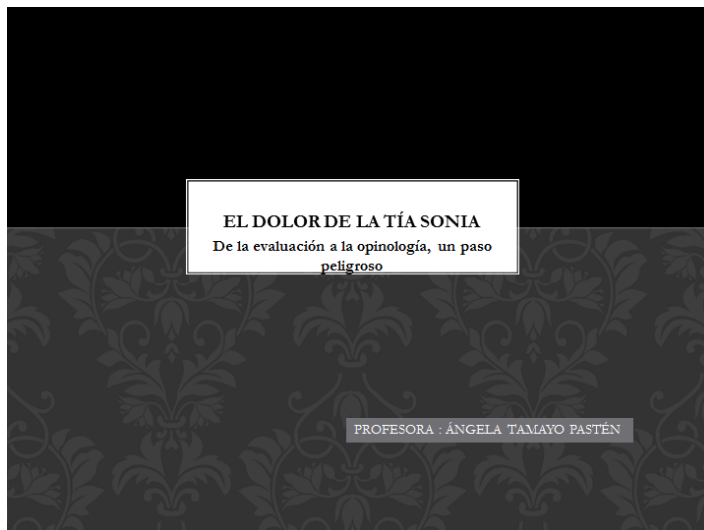 EL DOLOR DE LA TÍA SONIA
De la evaluación a la opinología, un paso
peligroso
PROFESORA : ÁNGELA TAMAYO PASTÉN